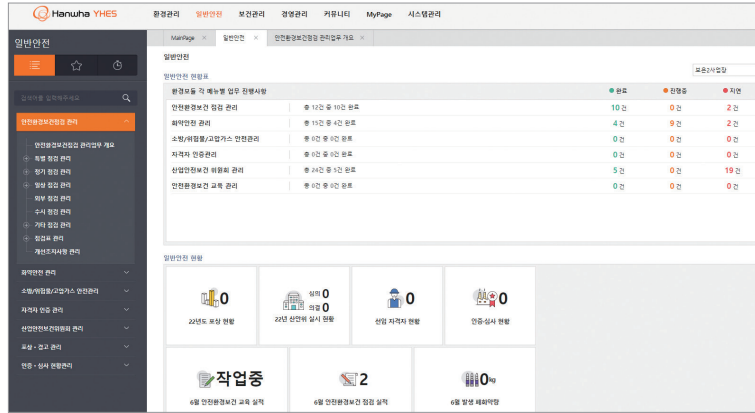 Hanwha YHES
환경관리 일반안전 보건관리 경영관리 커뮤니티 MyPage 시스템관리
일반안전
MainPage × 일반안전 × 안전환경보건점검 관리업무 개요 ×
일반안전
일반안전 현황표
보은2사업장
환경모듈 각 메뉴별 업무 진행사항 완료 진행중 지연
안전환경보건 점검 관리 총 12건 중 10건 완료 10건 0건 2건
화약안전 관리 총 15건 중 4건 완료 4건 9건 2건
소방/위험물/고압가스 안전관리 총 0건 중 0건 완료 0건 0건 0건
자격자 인증관리 총 0건 중 0건 완료 0건 0건 0건
산업안전보건 위원회 관리 총 24건 중 5건 완료 5건 0건 19건
안전환경보건 교육 관리 총 0건 중 0건 완료 0건 0건 0건
검색어를 입력해주세요
안전환경보건점검 관리
안전환경보건점검 관리업무 개요
특별 점검 관리
정기 점검 관리
일상 점검 관리
외부 점검 관리
수시 점검 관리
기타 점검 관리
점검표 관리
개선조치사항 관리
화약안전 관리
소방/위험물/고압가스 안전관리
자격자 인증 관리
산업안전보건위원회 관리
포상 · 경고 관리
인증 · 심사 현황관리
일반안전 현황
0
22년도 포상 현황
심의 0
의결 0
22년 산안위 실시 현황
0
선임 자격자 현황
0
인증·심사 현황
작업중
6월 안전환경보건 교육 실적
2
6월 안전환경보건 점검 실적
0kg
6월 발생 폐화약량